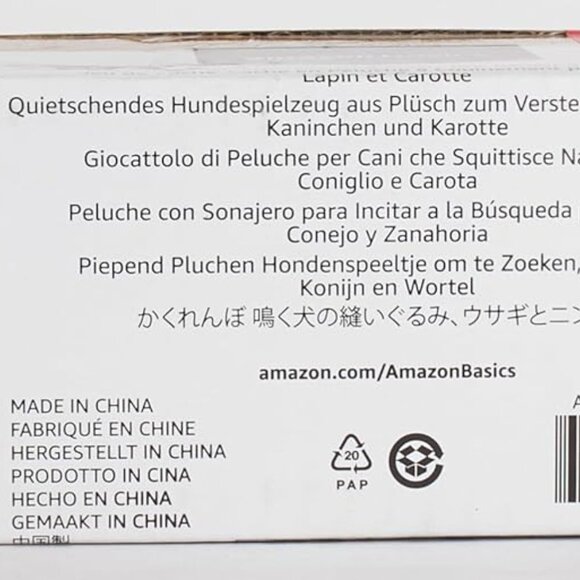 Lapin et Carotte
Quietschendes Hundespielzeug aus Plüsch zum Verste
Kaninchen und Karotte
Giocattolo di Peluche per Cani che Squittisce Na
Coniglio e Carota
Peluche con Sonajero para Incitar a la Búsqueda
Conejo y Zanahoria
Piepend Pluchen Hondenspeeltje om te Zoeken,
Konijn en Wortel
かくれんぼ 鳴く犬の縫いぐるみ、ウサギとニン
amazon.com/AmazonBasics
MADE IN CHINA
FABRIQUÉ EN CHINE
HERGESTELLT IN CHINA
PRODOTTO IN CINA
HECHO EN CHINA
GEMAAKT IN CHINA
中国製
20
PAP
A